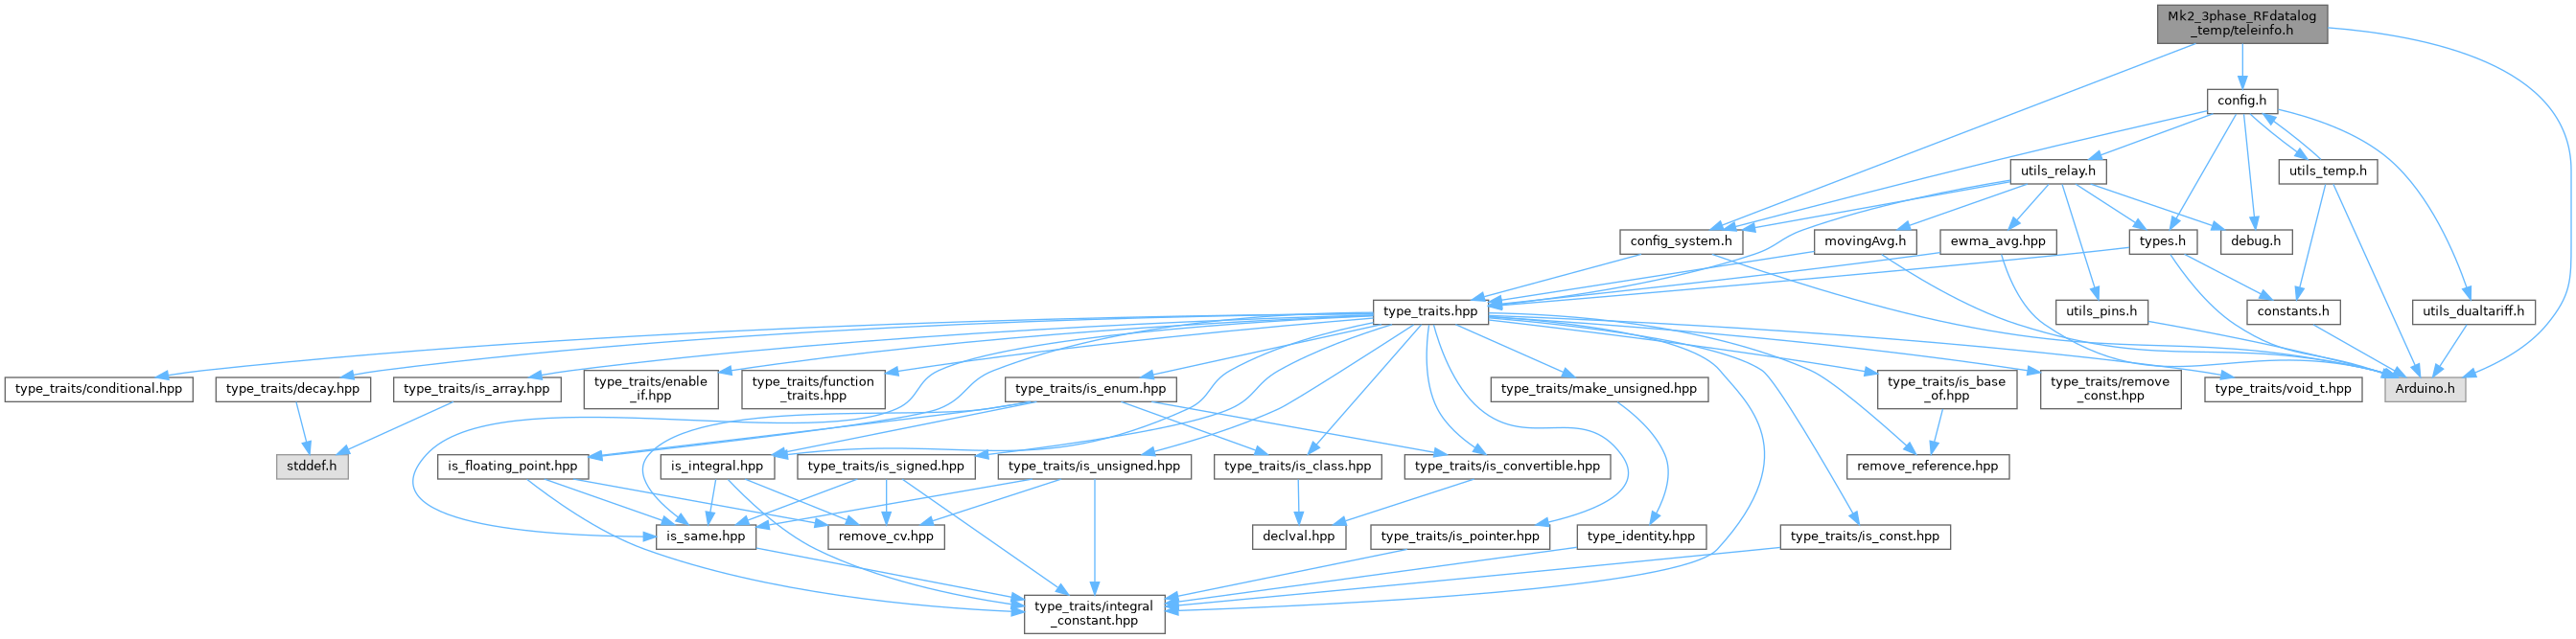 Mk2_3phase_RFdatalog
_temp/teleinfo.h
config.h
utils_relay.h
utils_temp.h
config_system.h
movingAvg.h
ewma_avg.hpp
types.h
debug.h
type_traits.hpp
utils_pins.h
constants.h
utils_dualtariff.h
type_traits/conditional.hpp
type_traits/decay.hpp
type_traits/is_array.hpp
type_traits/enable
_if.hpp
type_traits/function
_traits.hpp
type_traits/is_enum.hpp
type_traits/make_unsigned.hpp
type_traits/is_base
_of.hpp
type_traits/remove
_const.hpp
type_traits/void_t.hpp
Arduino.h
stddef.h
is_floating_point.hpp
is_integral.hpp
type_traits/is_signed.hpp
type_traits/is_unsigned.hpp
type_traits/is_class.hpp
type_traits/is_convertible.hpp
remove_reference.hpp
is_same.hpp
remove_cv.hpp
declval.hpp
type_traits/is_pointer.hpp
type_identity.hpp
type_traits/is_const.hpp
type_traits/integral
_constant.hpp